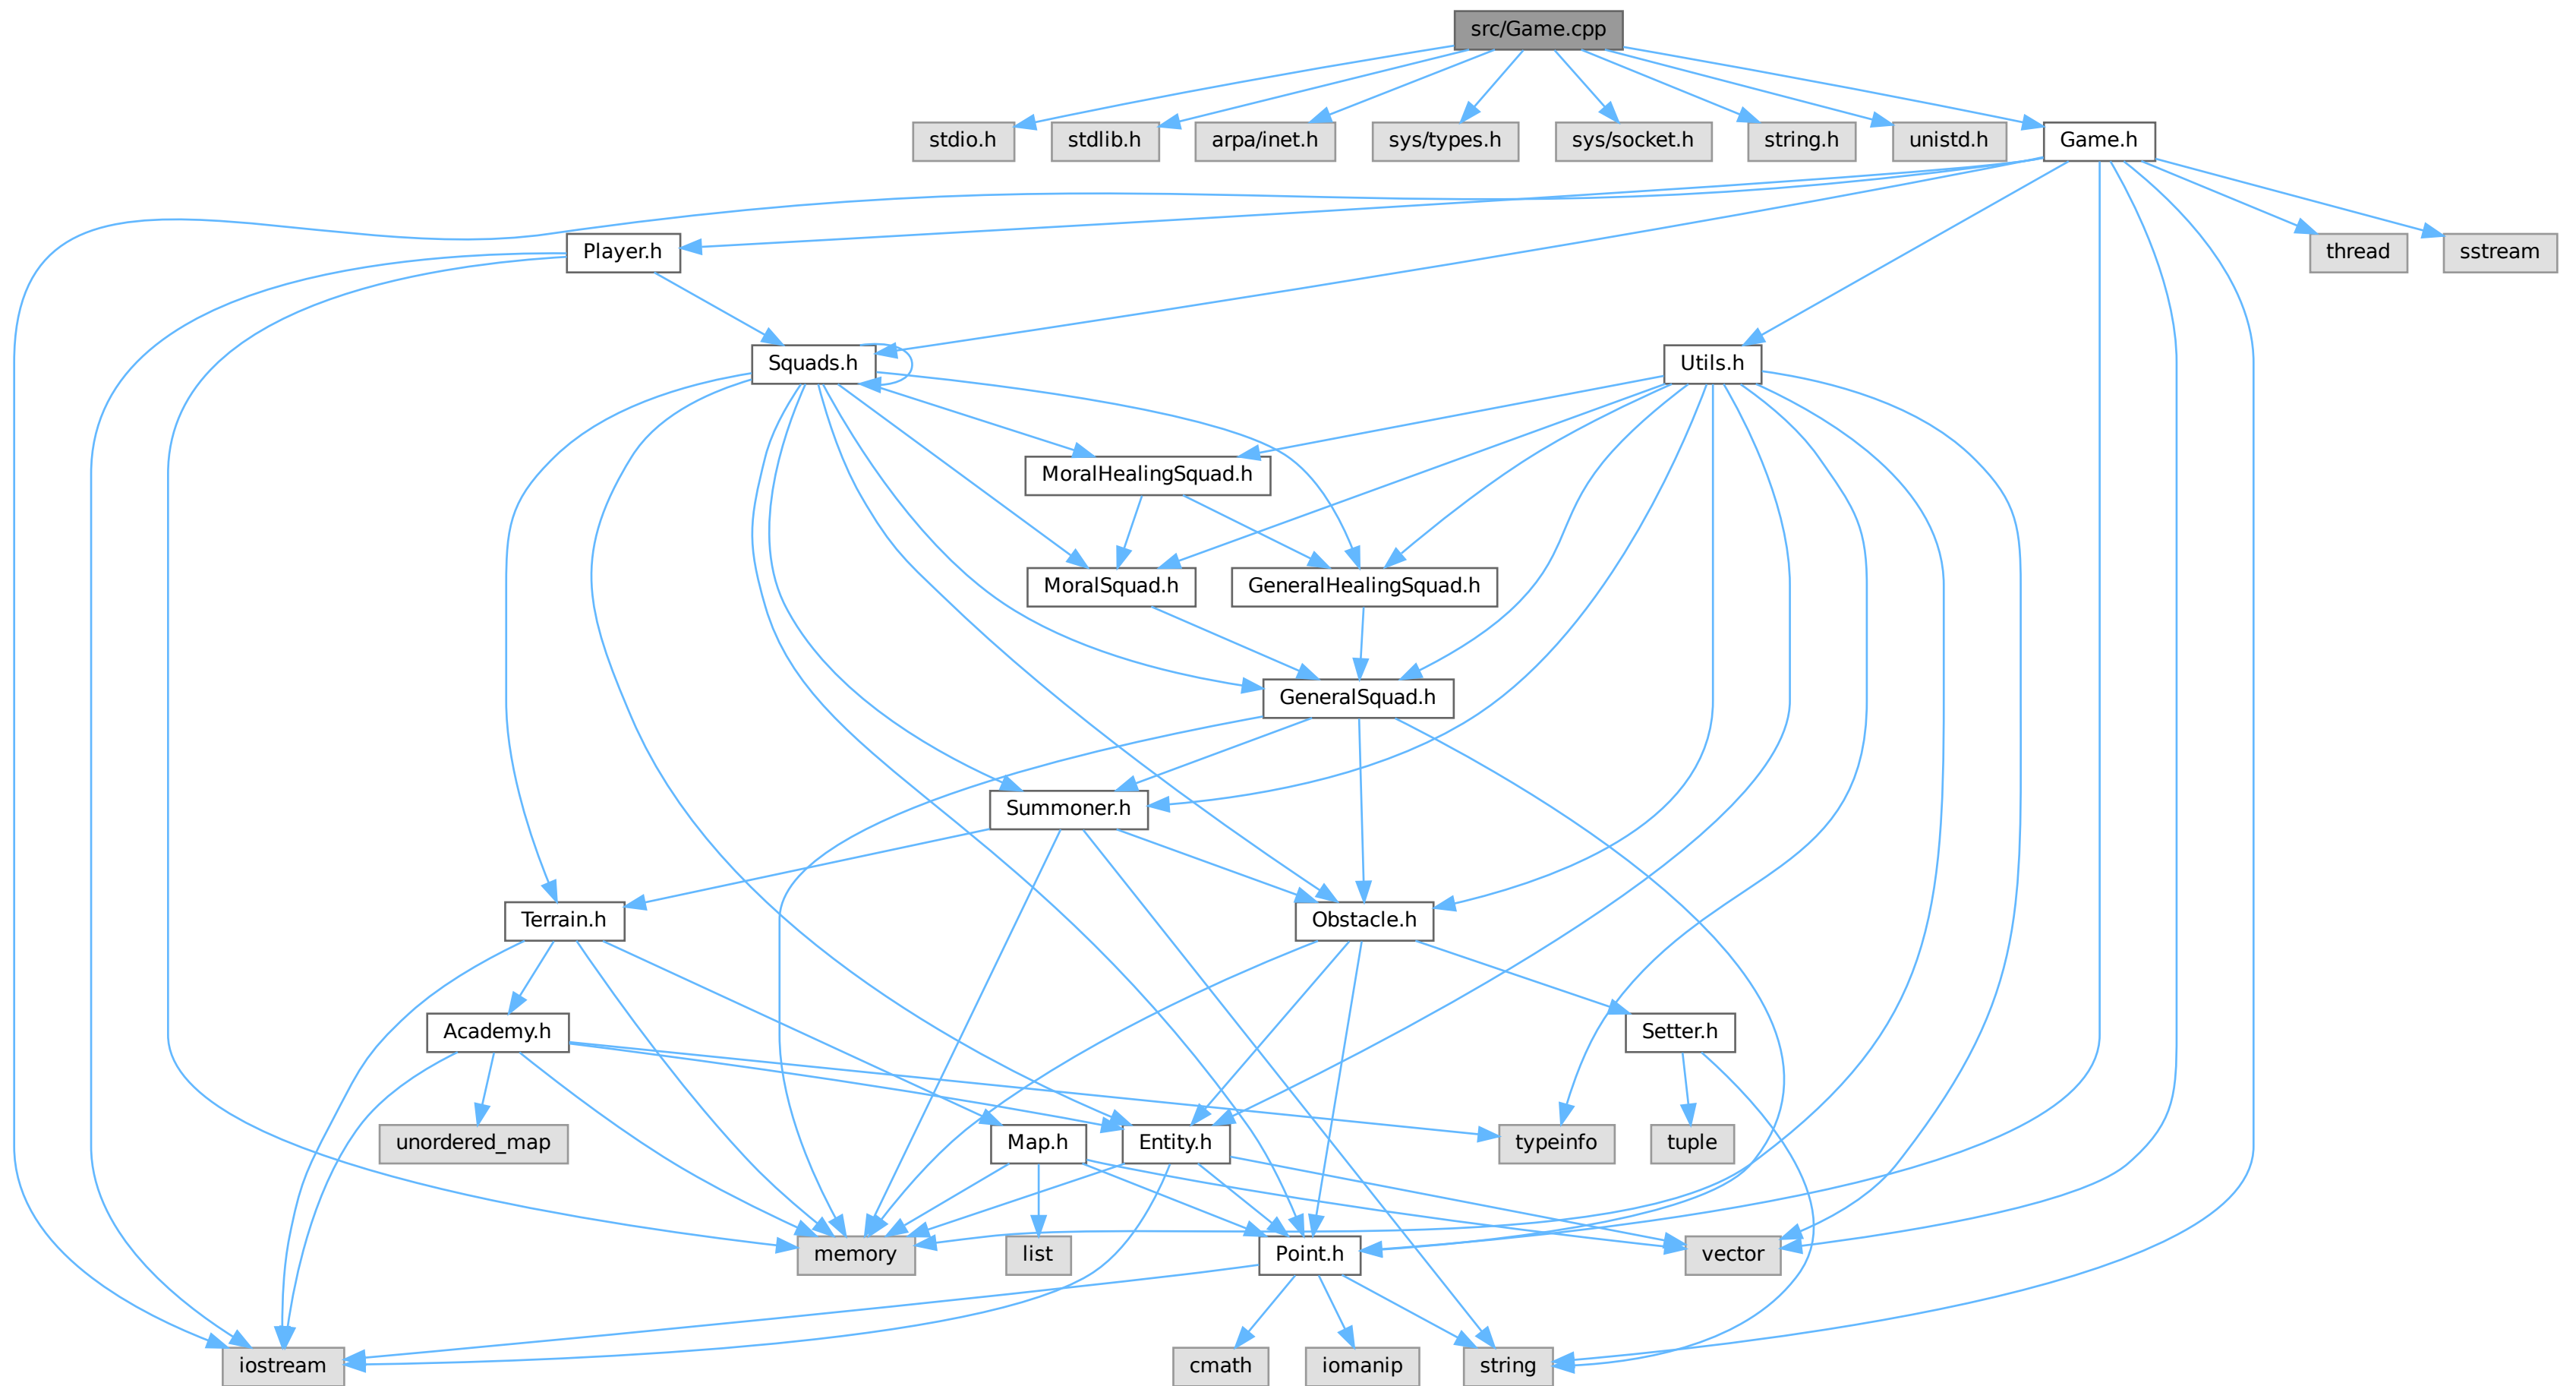 src/Game.cpp
stdio.h
stdlib.h
arpa/inet.h
sys/types.h
sys/socket.h
string.h
unistd.h
Game.h
Player.h
thread
sstream
Squads.h
Utils.h
MoralHealingSquad.h
MoralSquad.h
GeneralHealingSquad.h
GeneralSquad.h
Summoner.h
Terrain.h
Obstacle.h
Academy.h
Setter.h
unordered_map
Map.h
Entity.h
typeinfo
tuple
memory
list
Point.h
vector
iostream
cmath
iomanip
string